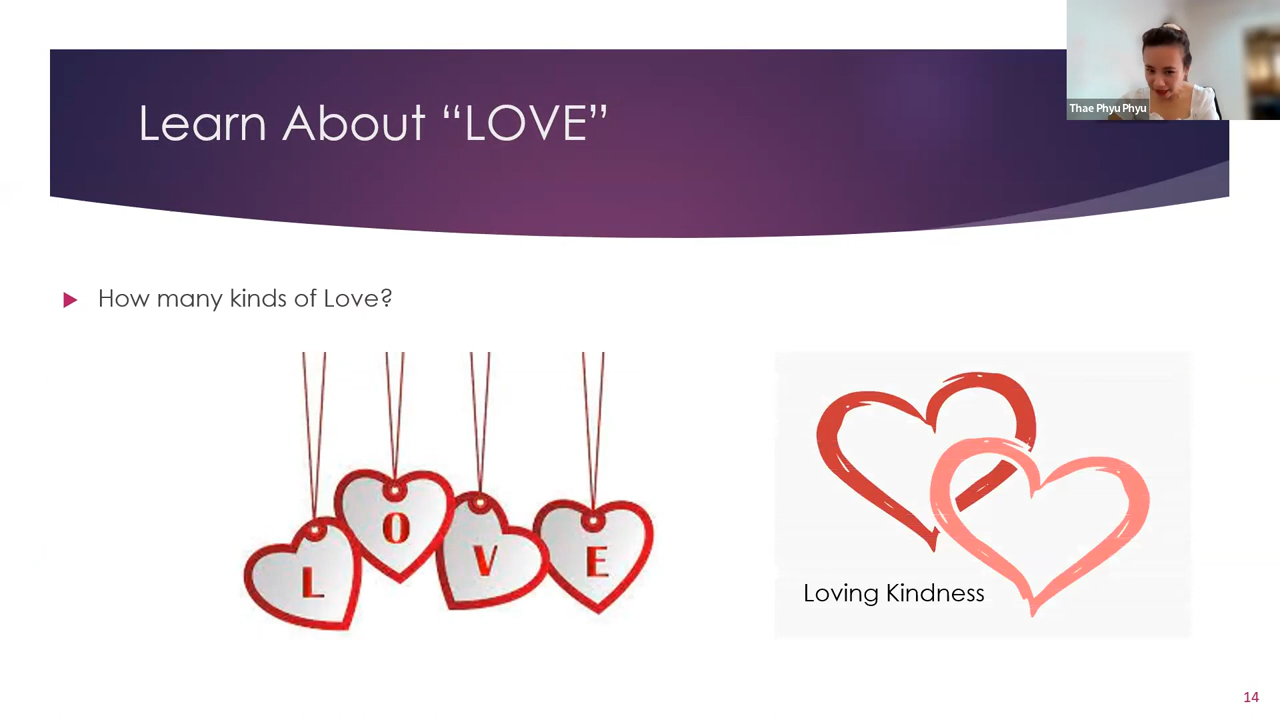 Learn About “LOVE”
Thae Phyu Phyu
How many kinds of Love?
L O V E
Loving Kindness
14